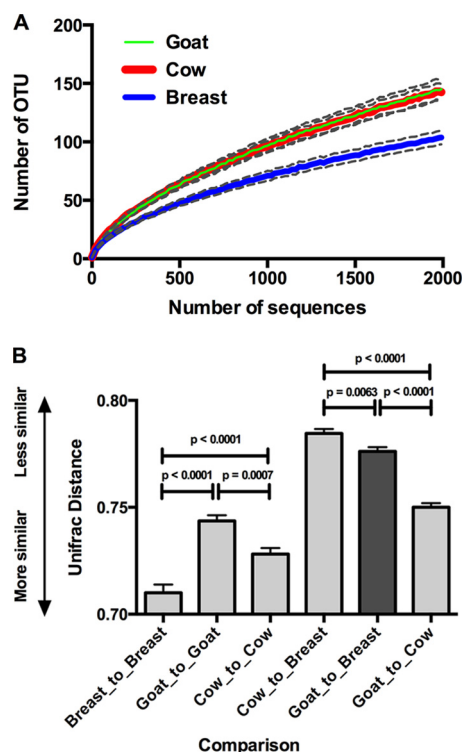 A
Number of OTU
200
150
100
50
0
Goat
Cow
Breast
0 500 1000 1500 2000
Number of sequences
B
Less similar
More similar
Unifrac Distance
0.80
0.75
0.70
p < 0.0001
p = 0.0063 p < 0.0001
p < 0.0001
p < 0.0001 p = 0.0007
Breast_to_Breast
Goat_to_Goat
Cow_to_Cow
Cow_to_Breast
Goat_to_Breast
Goat_to_Cow
Comparison